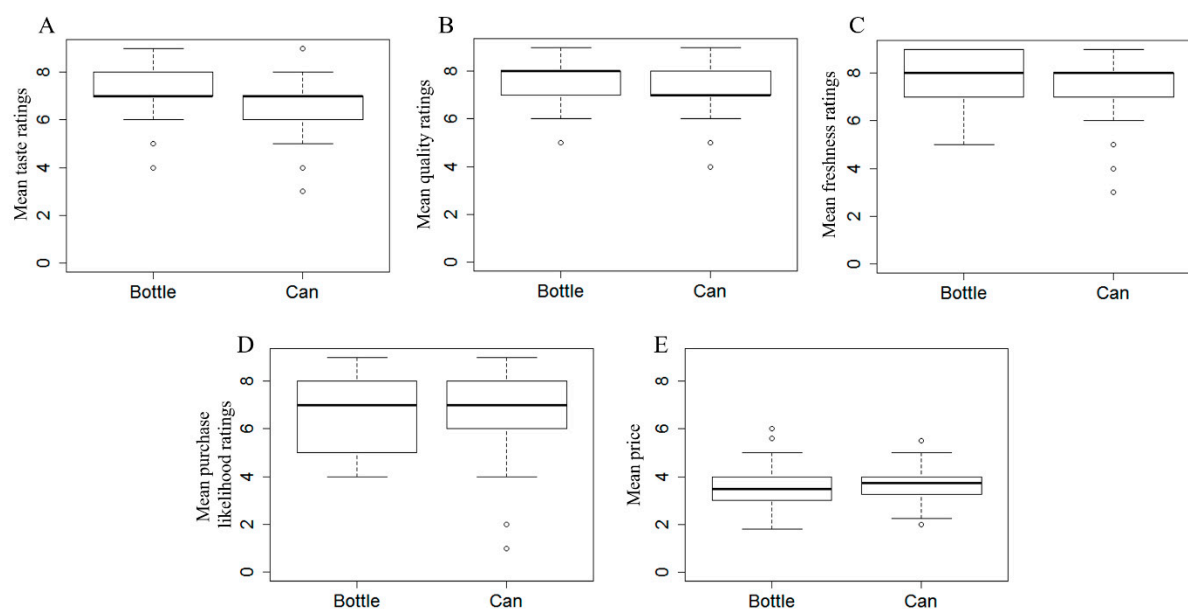 A
Mean taste ratings
8
6
4
2
0
Bottle Can
B
Mean quality ratings
8
6
4
2
0
Bottle Can
C
Mean freshness ratings
8
6
4
2
0
Bottle Can
D
Mean purchase
likelihood ratings
8
6
4
2
0
Bottle Can
E
Mean price
8
6
4
2
0
Bottle Can